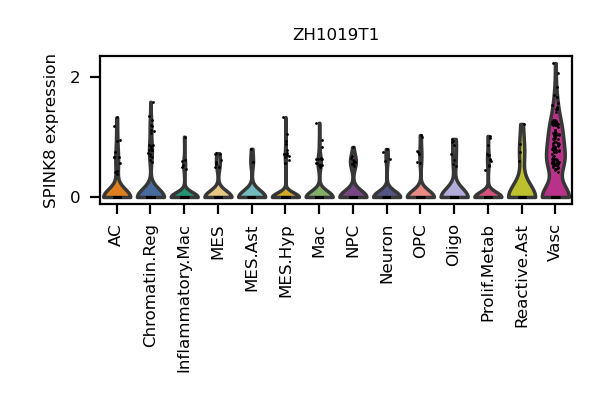 ZH1019T1
SPINK8 expression
2
0
AC
Chromatin.Reg
Inflammatory.Mac
MES
MES.Ast
MES.Hyp
Mac
NPC
Neuron
OPC
Oligo
Prolif.Metab
Reactive.Ast
Vasc